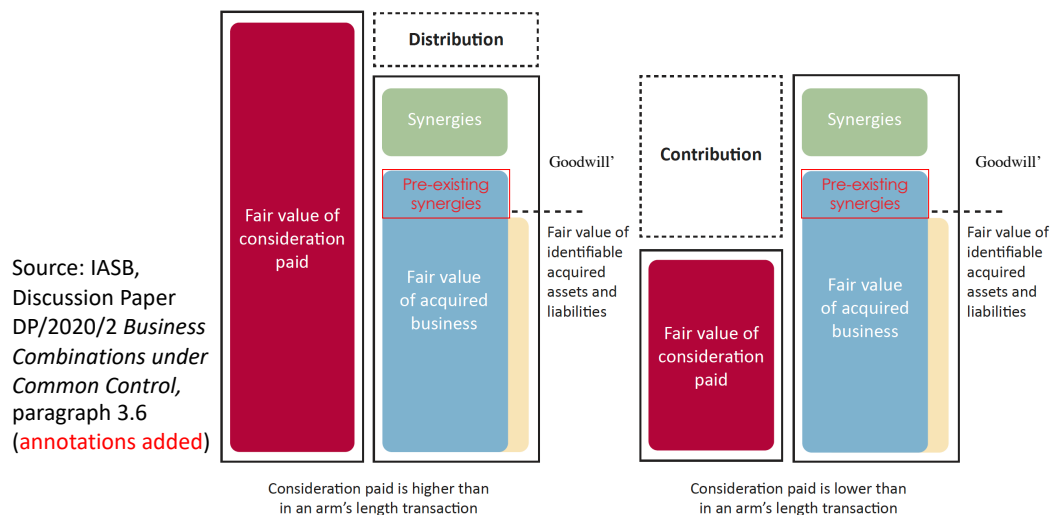 Distribution
Synergies
Goodwill’
Pre-existing
synergies
Fair value of
consideration
paid
Fair value
of acquired
business
Fair value of
identifiable
acquired
assets and
liabilities
Consideration paid is higher than
in an arm’s length transaction
Contribution
Synergies
Goodwill’
Pre-existing
synergies
Fair value of
consideration
paid
Fair value
of acquired
business
Fair value of
identifiable
acquired
assets and
liabilities
Consideration paid is lower than
in an arm’s length transaction
Source: IASB,
Discussion Paper
DP/2020/2 Business
Combinations under
Common Control,
paragraph 3.6
(annotations added)